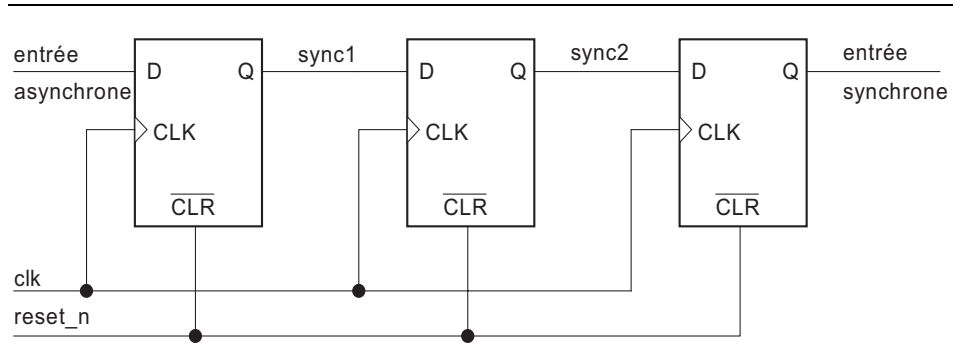 entrée sync1 sync2 entrée
asynchrone D Q D Q D Q synchrone
CLK CLK CLK
CLR CLR CLR
clk
reset_n